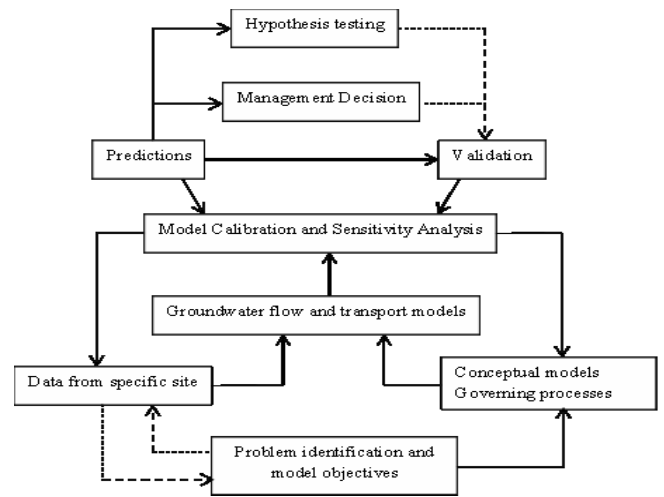 Hypothesis testing
Management Decision
Predictions
Validation
Model Calibration and Sensitivity Analysis
Groundwater flow and transport models
Data from specific site
Conceptual models
Governing processes
Problem identification and
model objectives